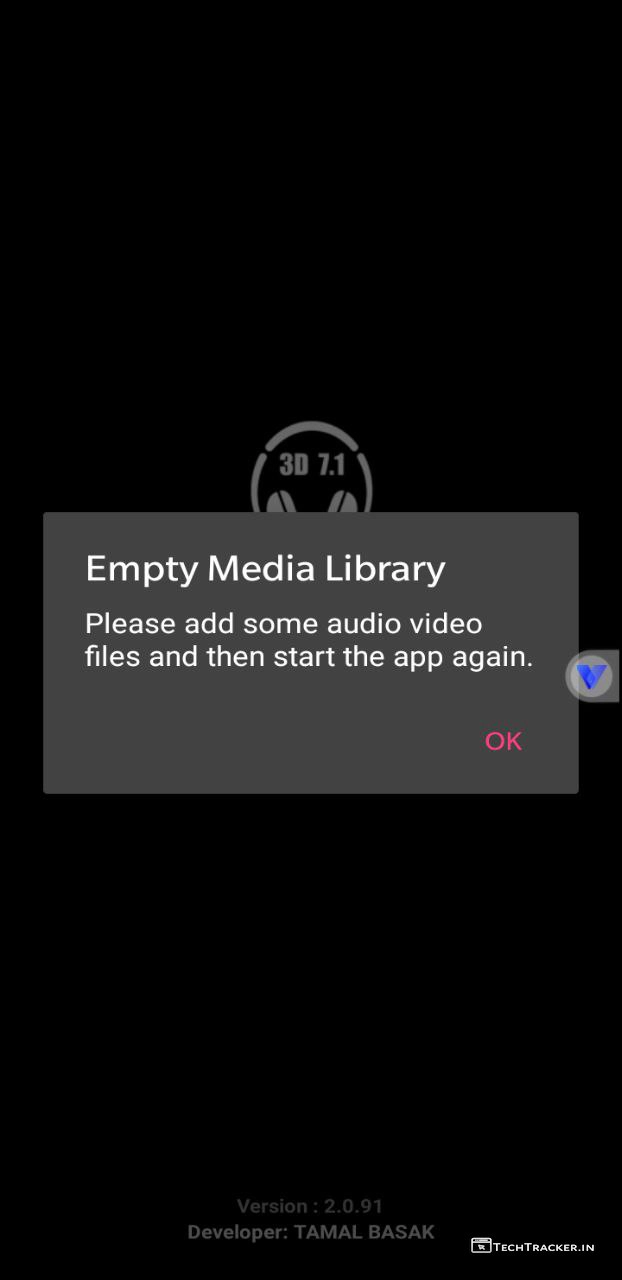 3D 7.1
Empty Media Library
Please add some audio video
files and then start the app again.
OK
Version : 2.0.91
Developer: TAMAL BASAK
TECHTRACKER.IN